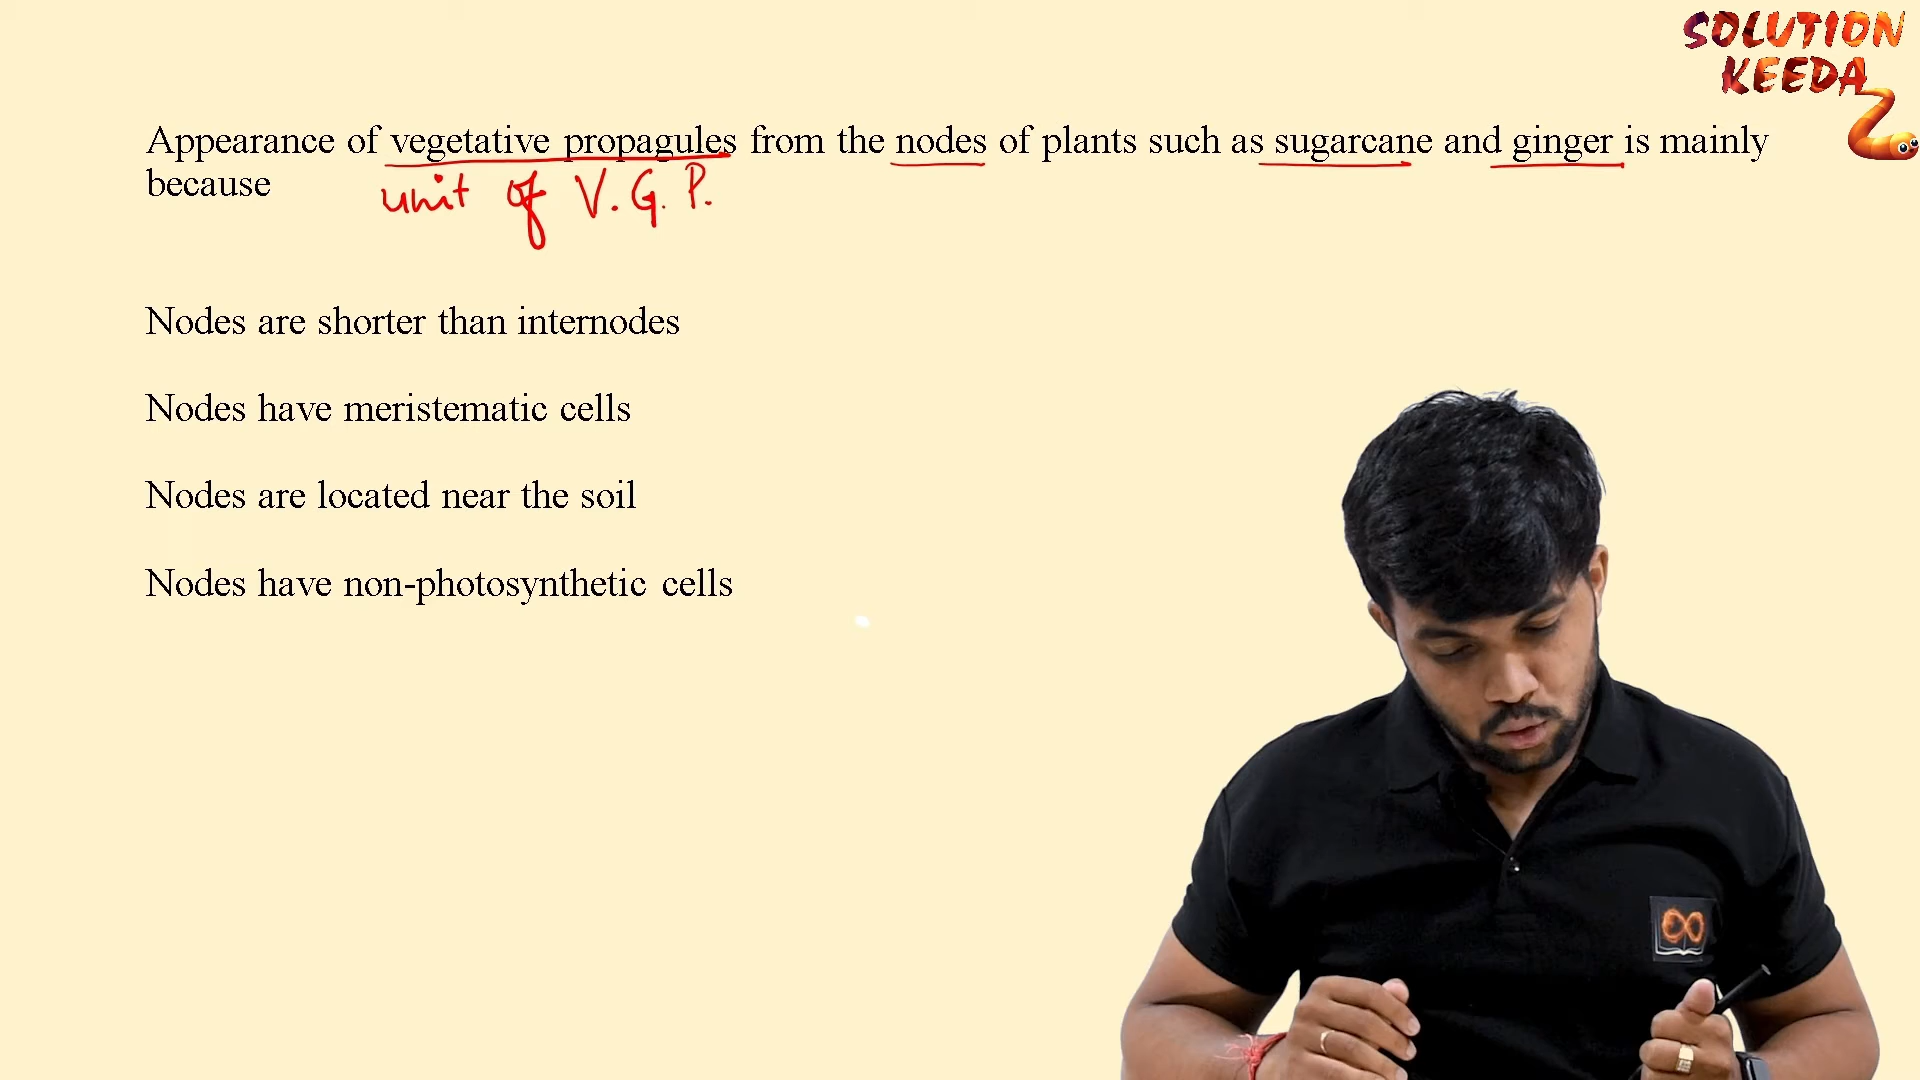 SOLUTION
KEEDA
Appearance of vegetative propagules from the nodes of plants such as sugarcane and ginger is mainly
because
unit of V.G.P.
Nodes are shorter than internodes
Nodes have meristematic cells
Nodes are located near the soil
Nodes have non-photosynthetic cells